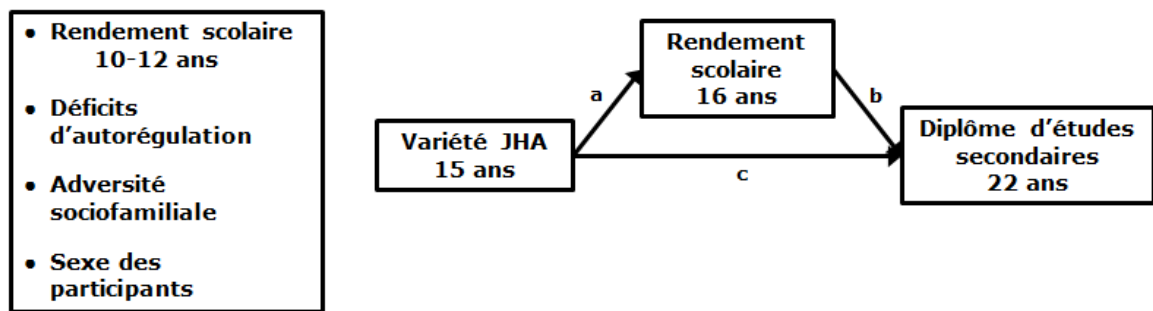 • Rendement scolaire
10-12 ans
• Déficits
d'autorégulation
• Adversité
sociofamiliale
• Sexe des
participants
Variété JHA
15 ans
a
Rendement
scolaire
16 ans
b
c
Diplôme d'études
secondaires
22 ans